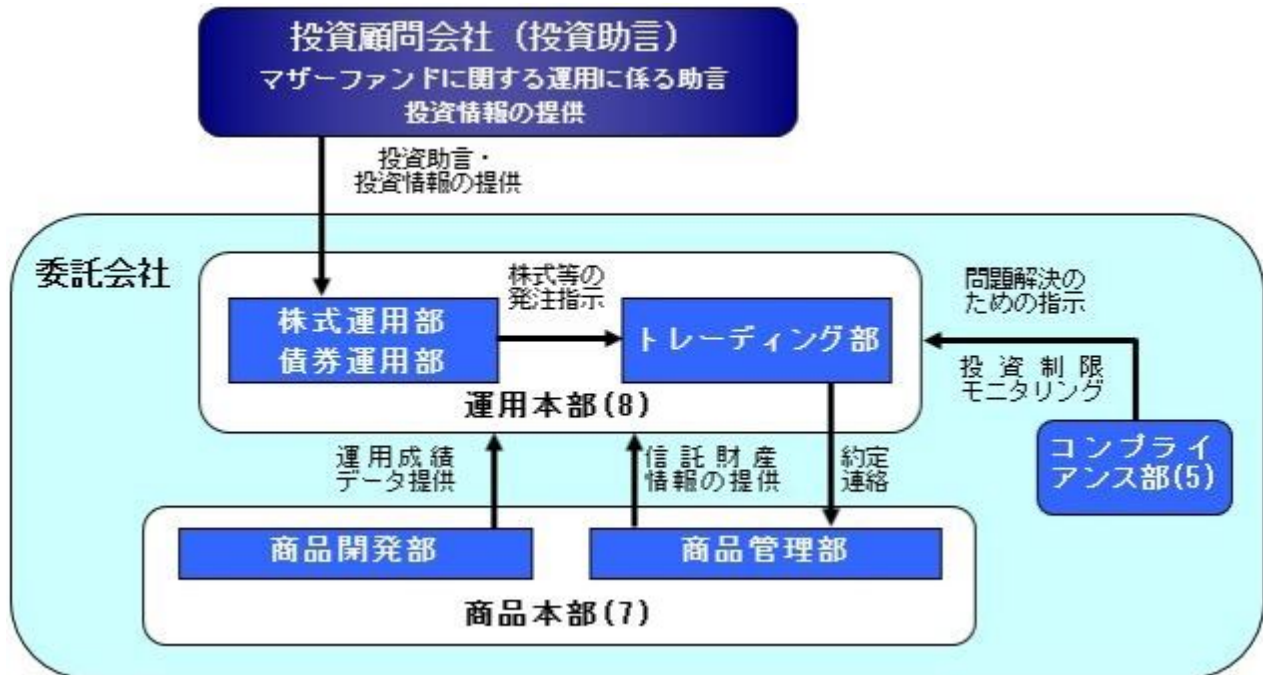 投資顧問会社（投資助言）
マザーファンドに関する運用に係る助言
投資情報の提供
投資助言・
投資情報の提供
委託会社
株式運用部
債券運用部
株式等の
発注指示
トレーディング部
運用本部(8)
問題解決の
ための指示
投資制限
モニタリング
コンプライ
アンス部(5)
運用成績
データ提供
信託財産
情報の提供
約定
連絡
商品開発部
商品管理部
商品本部(7)